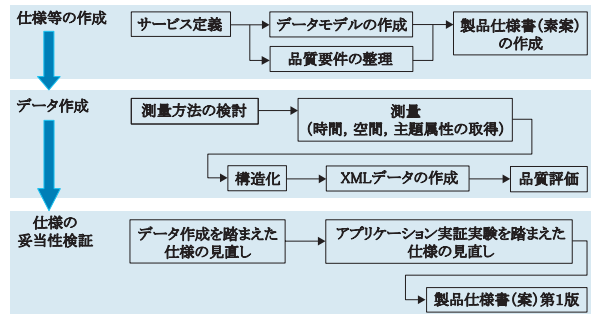 仕様等の作成
サービス定義
データモデルの作成
品質要件の整理
製品仕様書（素案）
の作成
データ作成
測量方法の検討
測量
（時間，空間，主題属性の取得）
構造化
XMLデータの作成
品質評価
仕様の
妥当性検証
データ作成を踏まえた
仕様の見直し
アプリケーション実証実験を踏まえた
仕様の見直し
製品仕様書（案）第1版